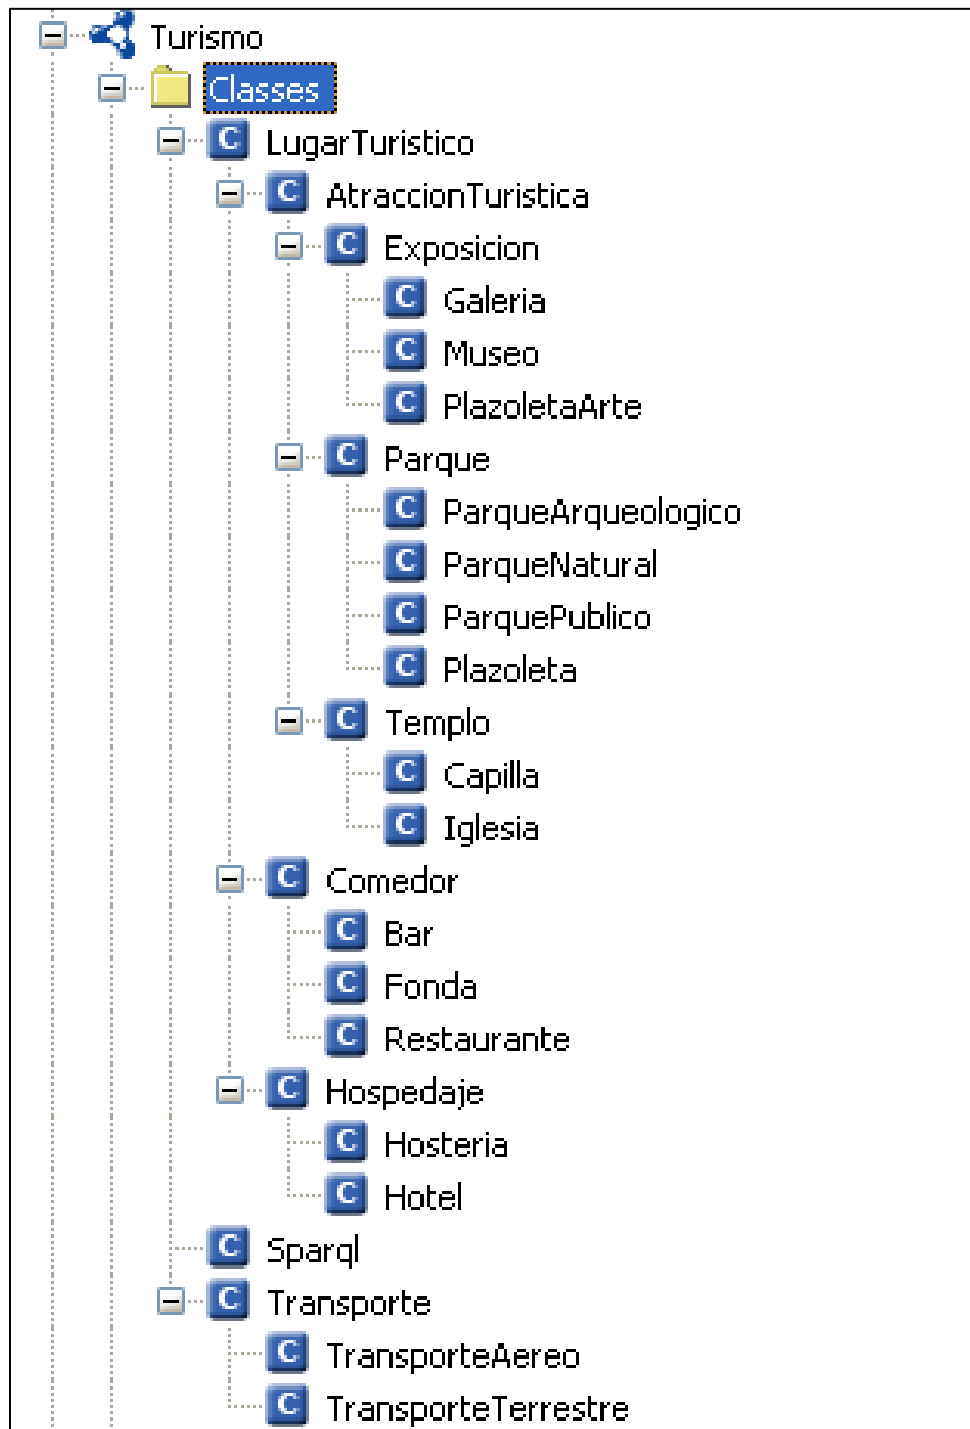 Turismo
Classes
C LugarTuristico
C AtraccionTuristica
C Exposicion
C Galeria
C Museo
C PlazoletaArte
C Parque
C ParqueArqueologico
C ParqueNatural
C ParquePublico
C Plazoleta
C Templo
C Capilla
C Iglesia
C Comedor
C Bar
C Fonda
C Restaurante
C Hospedaje
C Hosteria
C Hotel
C Sparql
C Transporte
C TransporteAereo
C TransporteTerrestre